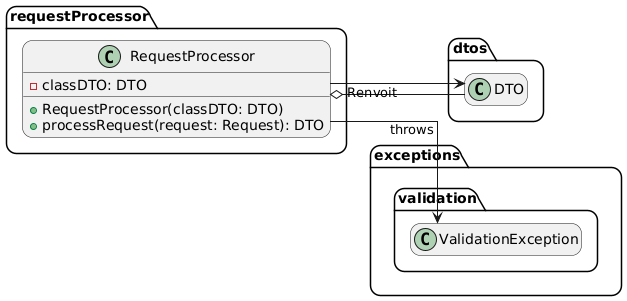 requestProcessor
C RequestProcessor
classDTO: DTO
RequestProcessor(classDTO: DTO)
processRequest(request: Request): DTO
dtos
C DTO
Renvoit
throws
exceptions
validation
C ValidationException